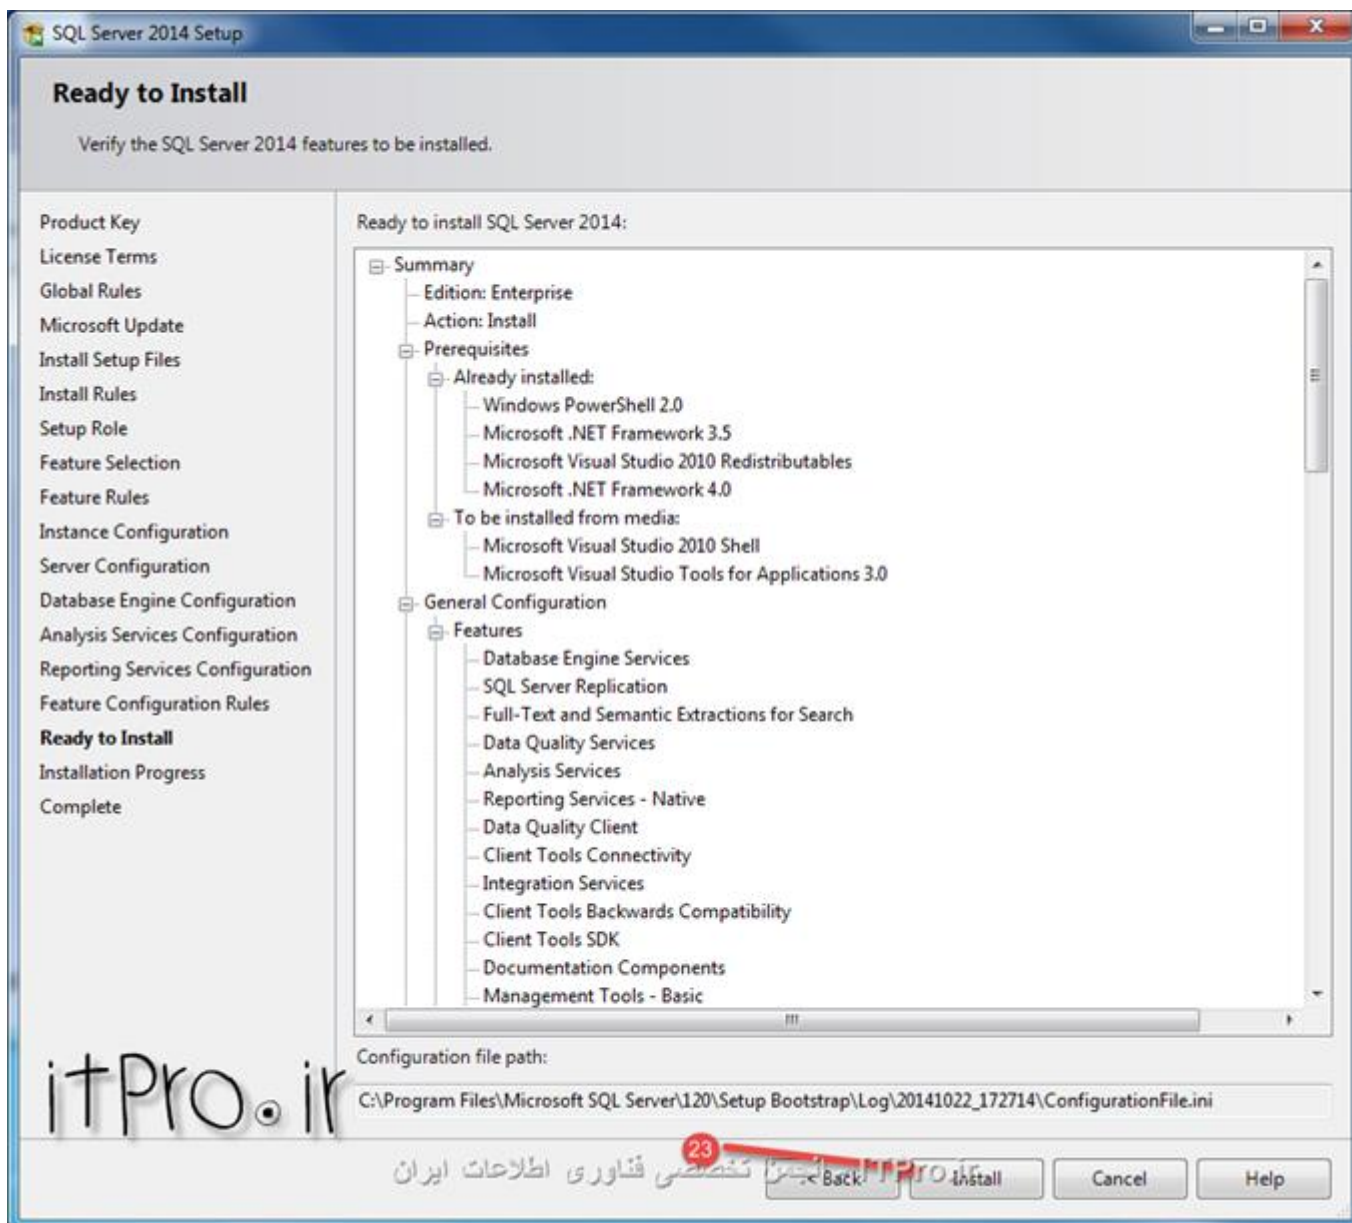 SQL Server 2014 Setup
Ready to Install
Verify the SQL Server 2014 features to be installed.
Product Key
License Terms
Global Rules
Microsoft Update
Install Setup Files
Install Rules
Setup Role
Feature Selection
Feature Rules
Instance Configuration
Server Configuration
Database Engine Configuration
Analysis Services Configuration
Reporting Services Configuration
Feature Configuration Rules
Ready to Install
Installation Progress
Complete
Ready to install SQL Server 2014:
Summary
Edition: Enterprise
Action: Install
Prerequisites
Already installed:
Windows PowerShell 2.0
Microsoft .NET Framework 3.5
Microsoft Visual Studio 2010 Redistributables
Microsoft .NET Framework 4.0
To be installed from media:
Microsoft Visual Studio 2010 Shell
Microsoft Visual Studio Tools for Applications 3.0
General Configuration
Features
Database Engine Services
SQL Server Replication
Full-Text and Semantic Extractions for Search
Data Quality Services
Analysis Services
Reporting Services - Native
Data Quality Client
Client Tools Connectivity
Integration Services
Client Tools Backwards Compatibility
Client Tools SDK
Documentation Components
Management Tools - Basic
Configuration file path:
C:\Program Files\Microsoft SQL Server\120\Setup Bootstrap\Log\20141022_172714\ConfigurationFile.ini
itPro.ir
23
انجمن تخصصی فناوری اطلاعات ایران ITPro.ir
< Back
Install
Cancel
Help